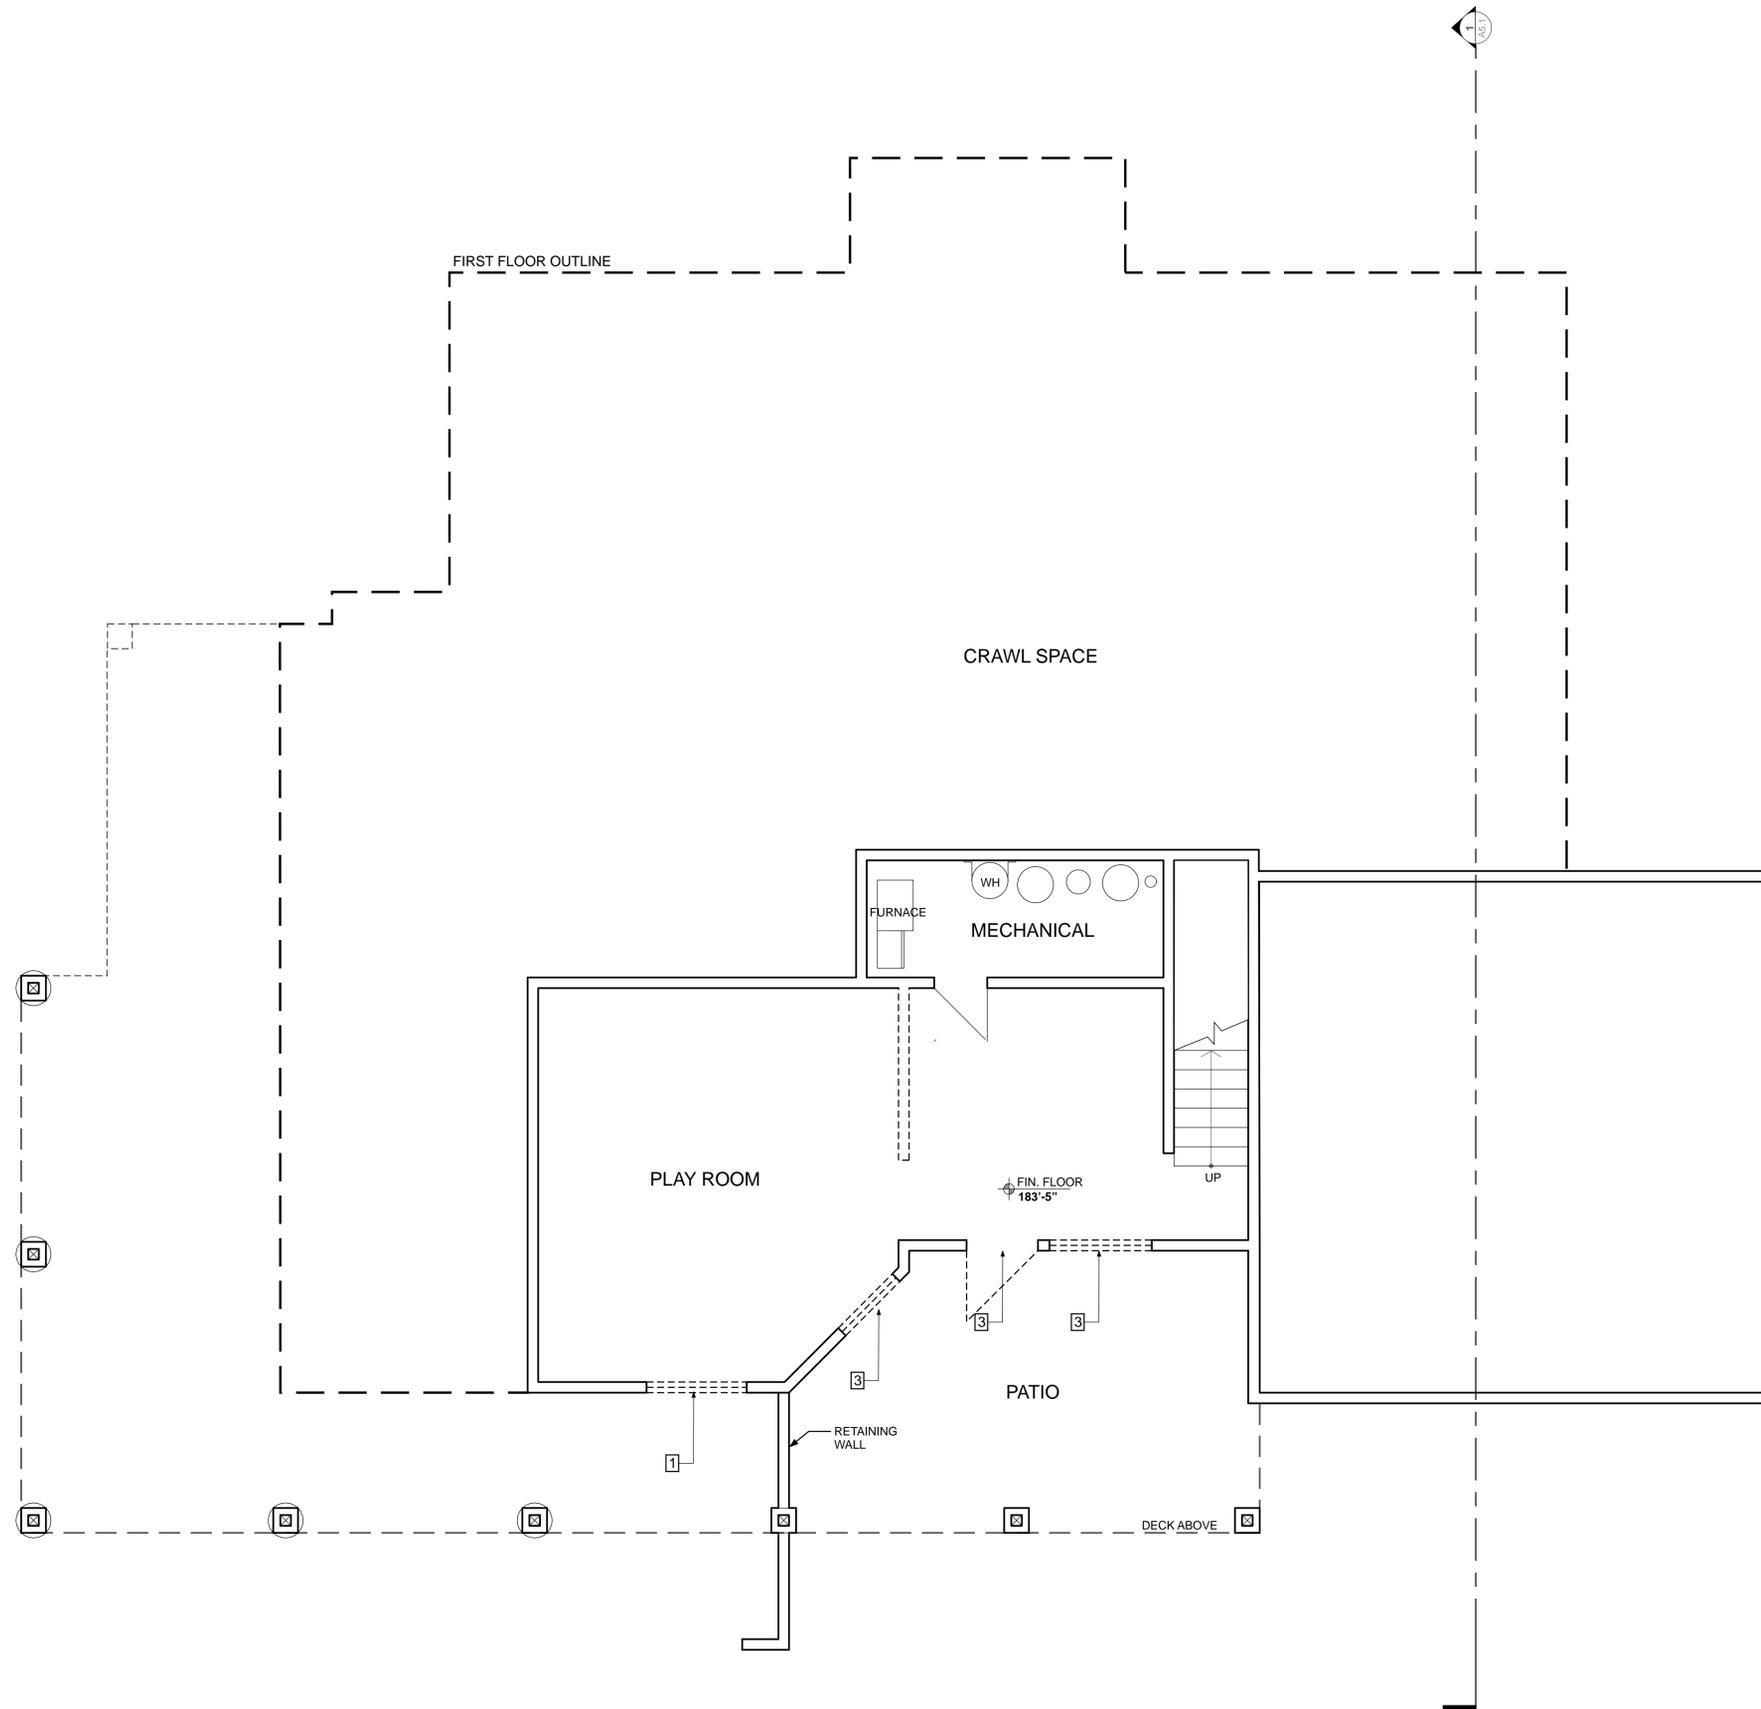 1
A5.1
FIRST FLOOR OUTLINE
CRAWL SPACE
WH
FURNACE
MECHANICAL
PLAY ROOM
FIN. FLOOR
183'-5”
UP
3
3
3
PATIO
RETAINING
WALL
1
DECK ABOVE